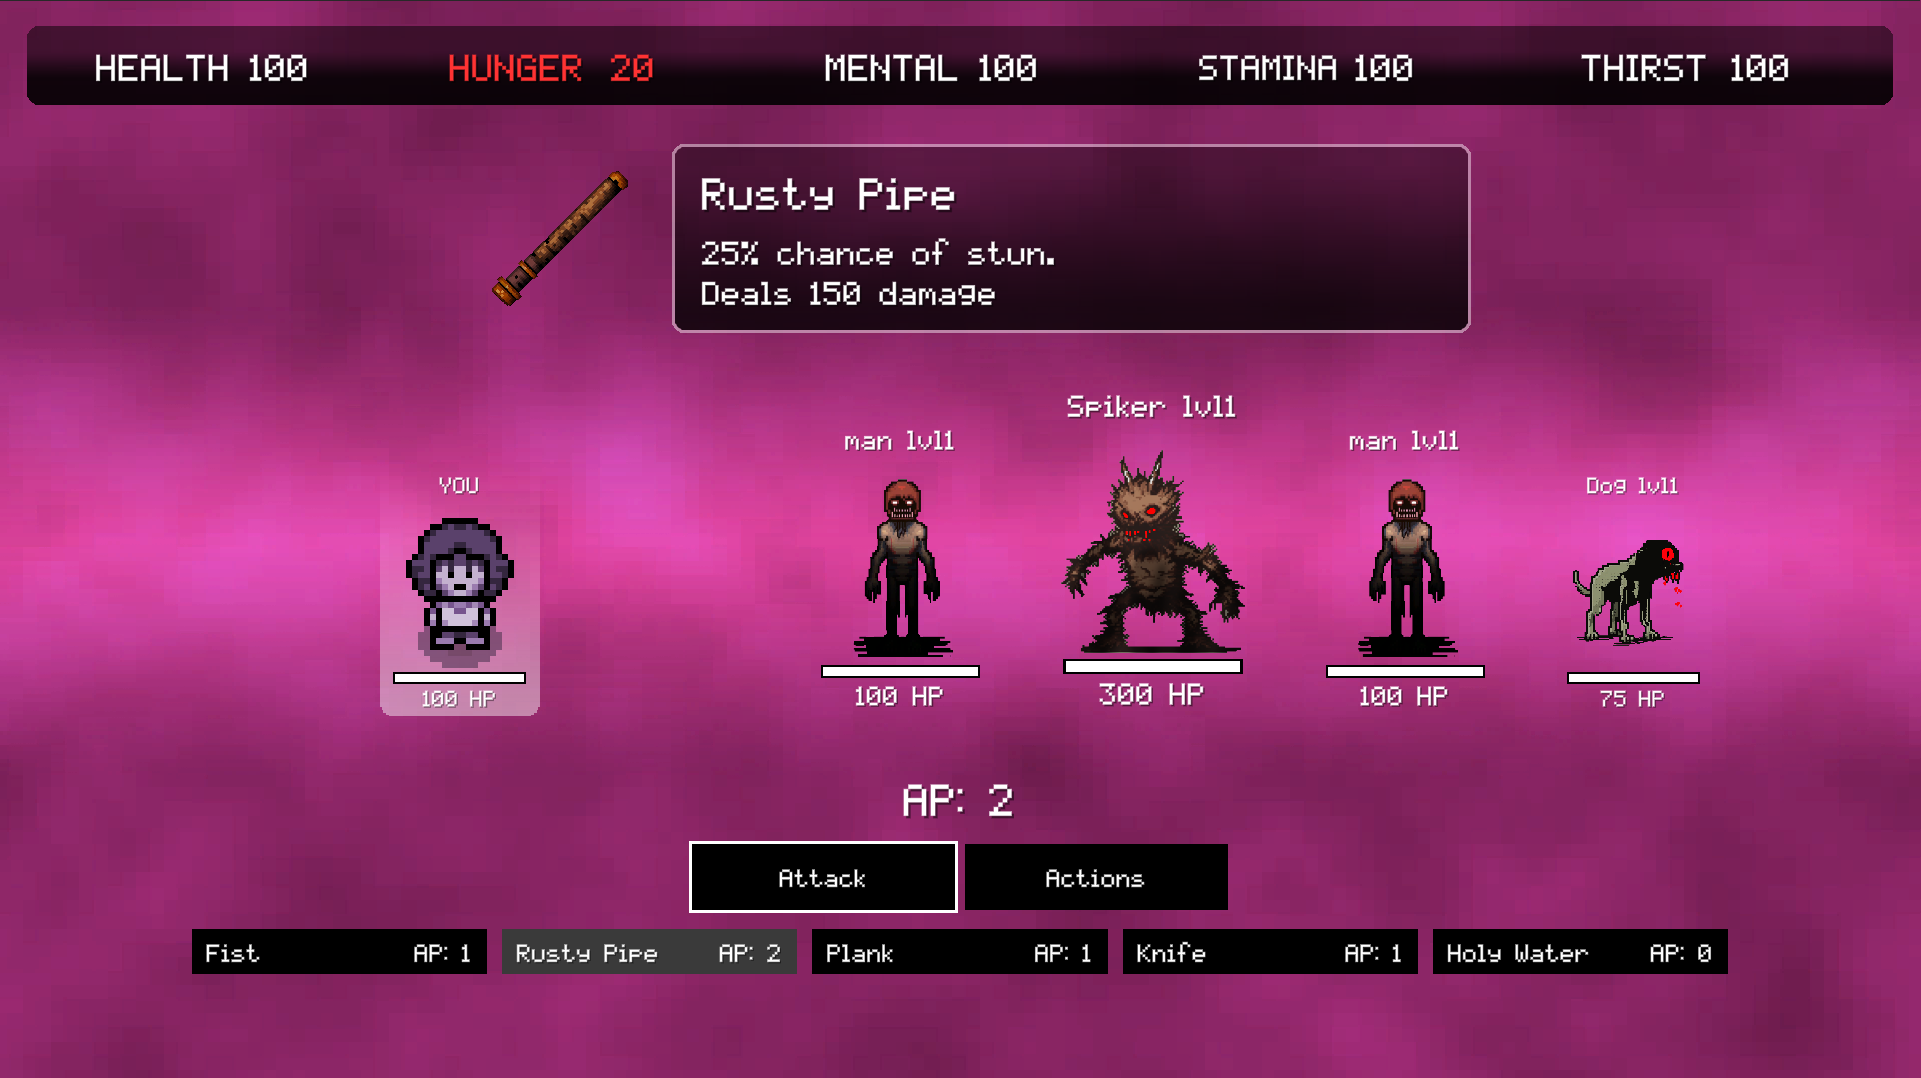 HEALTH 100 HUNGER 20 MENTAL 100 STAMINA 100 THIRST 100
Rusty Pipe
25% chance of stun.
Deals 150 damage
Spiker lvl1
man lvl1 man lvl1
YOU Dog lvl1
100 HP 100 HP 300 HP 100 HP 75 HP
AP: 2
Attack Actions
Fist AP: 1 Rusty Pipe AP: 2 Plank AP: 1 Knife AP: 1 Holy Water AP: 0